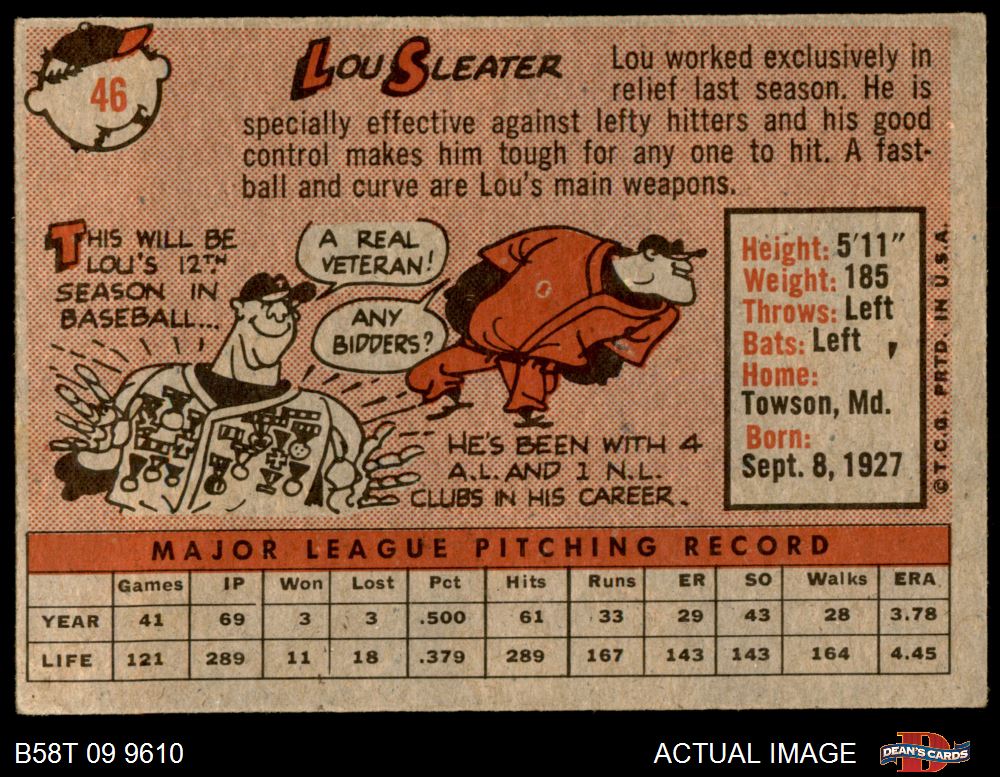 46
LOU SLEATER
Lou worked exclusively in
relief last season. He is
specially effective against lefty hitters and his good
control makes him tough for any one to hit. A fast-
ball and curve are Lou's main weapons.
THIS WILL BE
LOU'S 12TH
SEASON IN
BASEBALL...
A REAL
VETERAN!
ANY
BIDDERS?
HE'S BEEN WITH 4
A.L. AND 1 N.L.
CLUBS IN HIS CAREER.
Height: 5'11"
Weight: 185
Throws: Left
Bats: Left
Home:
Towson, Md.
Born:
Sept. 8, 1927
© T.C.G. PRTD. IN U.S.A.
MAJOR LEAGUE PITCHING RECORD
Games IP Won Lost Pct Hits Runs ER SO Walks ERA
YEAR 41 69 3 3 .500 61 33 29 43 28 3.78
LIFE 121 289 11 18 .379 289 167 143 143 164 4.45
B58T 09 9610
ACTUAL IMAGE
DEAN'S CARDS